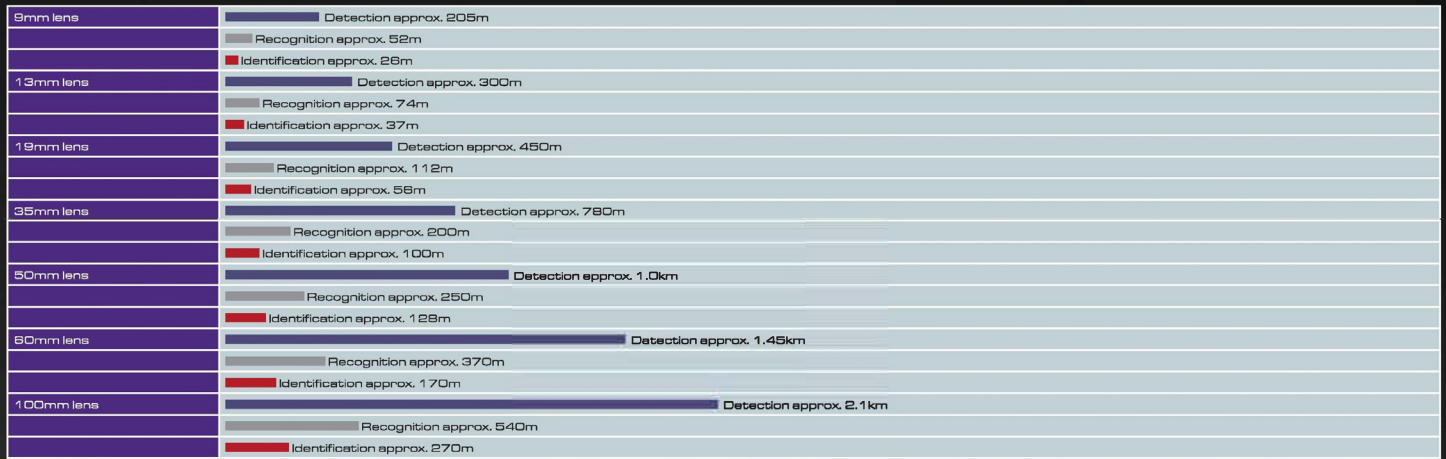 9mm lens Detection approx. 205m
Recognition approx. 52m
Identification approx. 26m
13mm lens Detection approx. 300m
Recognition approx. 74m
Identification approx. 37m
19mm lens Detection approx. 450m
Recognition approx. 112m
Identification approx. 56m
35mm lens Detection approx. 780m
Recognition approx. 200m
Identification approx. 100m
50mm lens Detection approx. 1.0km
Recognition approx. 250m
Identification approx. 128m
60mm lens Detection approx. 1.45km
Recognition approx. 370m
Identification approx. 170m
100mm lens Detection approx. 2.1km
Recognition approx. 540m
Identification approx. 270m